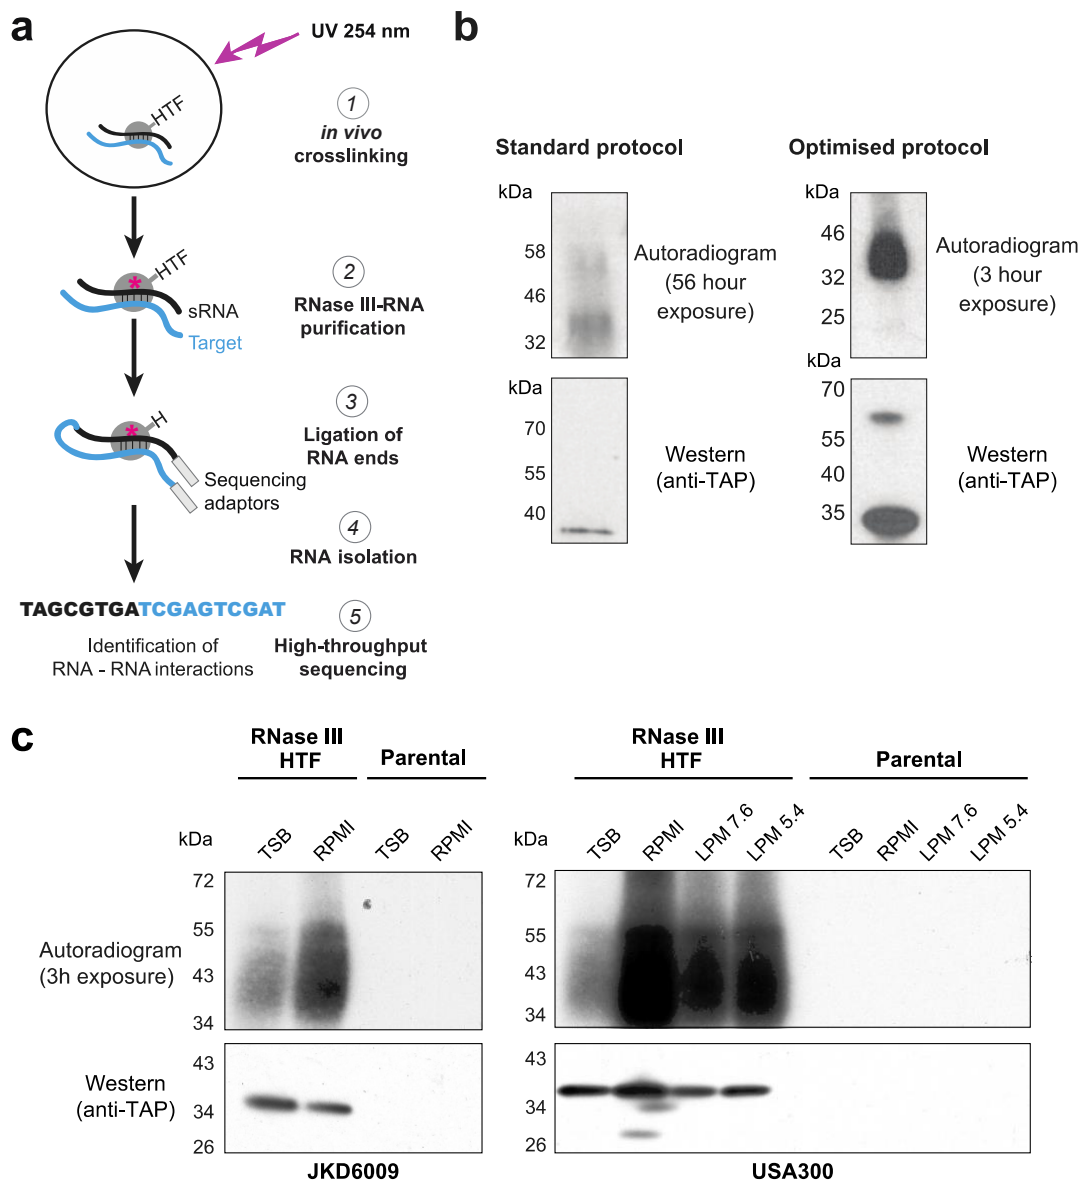 a
UV 254 nm
HTF
1
in vivo
crosslinking
HTF
*
sRNA
Target
2
RNase III-RNA
purification
H
*
Sequencing
adaptors
3
Ligation of
RNA ends
4
RNA isolation
TAGCGTGATCGAGTCGAT
Identification of
RNA - RNA interactions
5
High-throughput
sequencing
b
Standard protocol
kDa
58
46
32
Autoradiogram
(56 hour
exposure)
kDa
70
55
40
Western
(anti-TAP)
Optimised protocol
kDa
46
32
25
Autoradiogram
(3 hour
exposure)
kDa
70
55
40
35
Western
(anti-TAP)
c
RNase III
HTF
Parental
kDa
TSB
RPMI
TSB
RPMI
72
55
43
34
Autoradiogram
(3h exposure)
43
34
26
Western
(anti-TAP)
JKD6009
RNase III
HTF
Parental
kDa
TSB
RPMI
LPM 7.6
LPM 5.4
TSB
RPMI
LPM 7.6
LPM 5.4
72
55
43
34
43
34
26
USA300